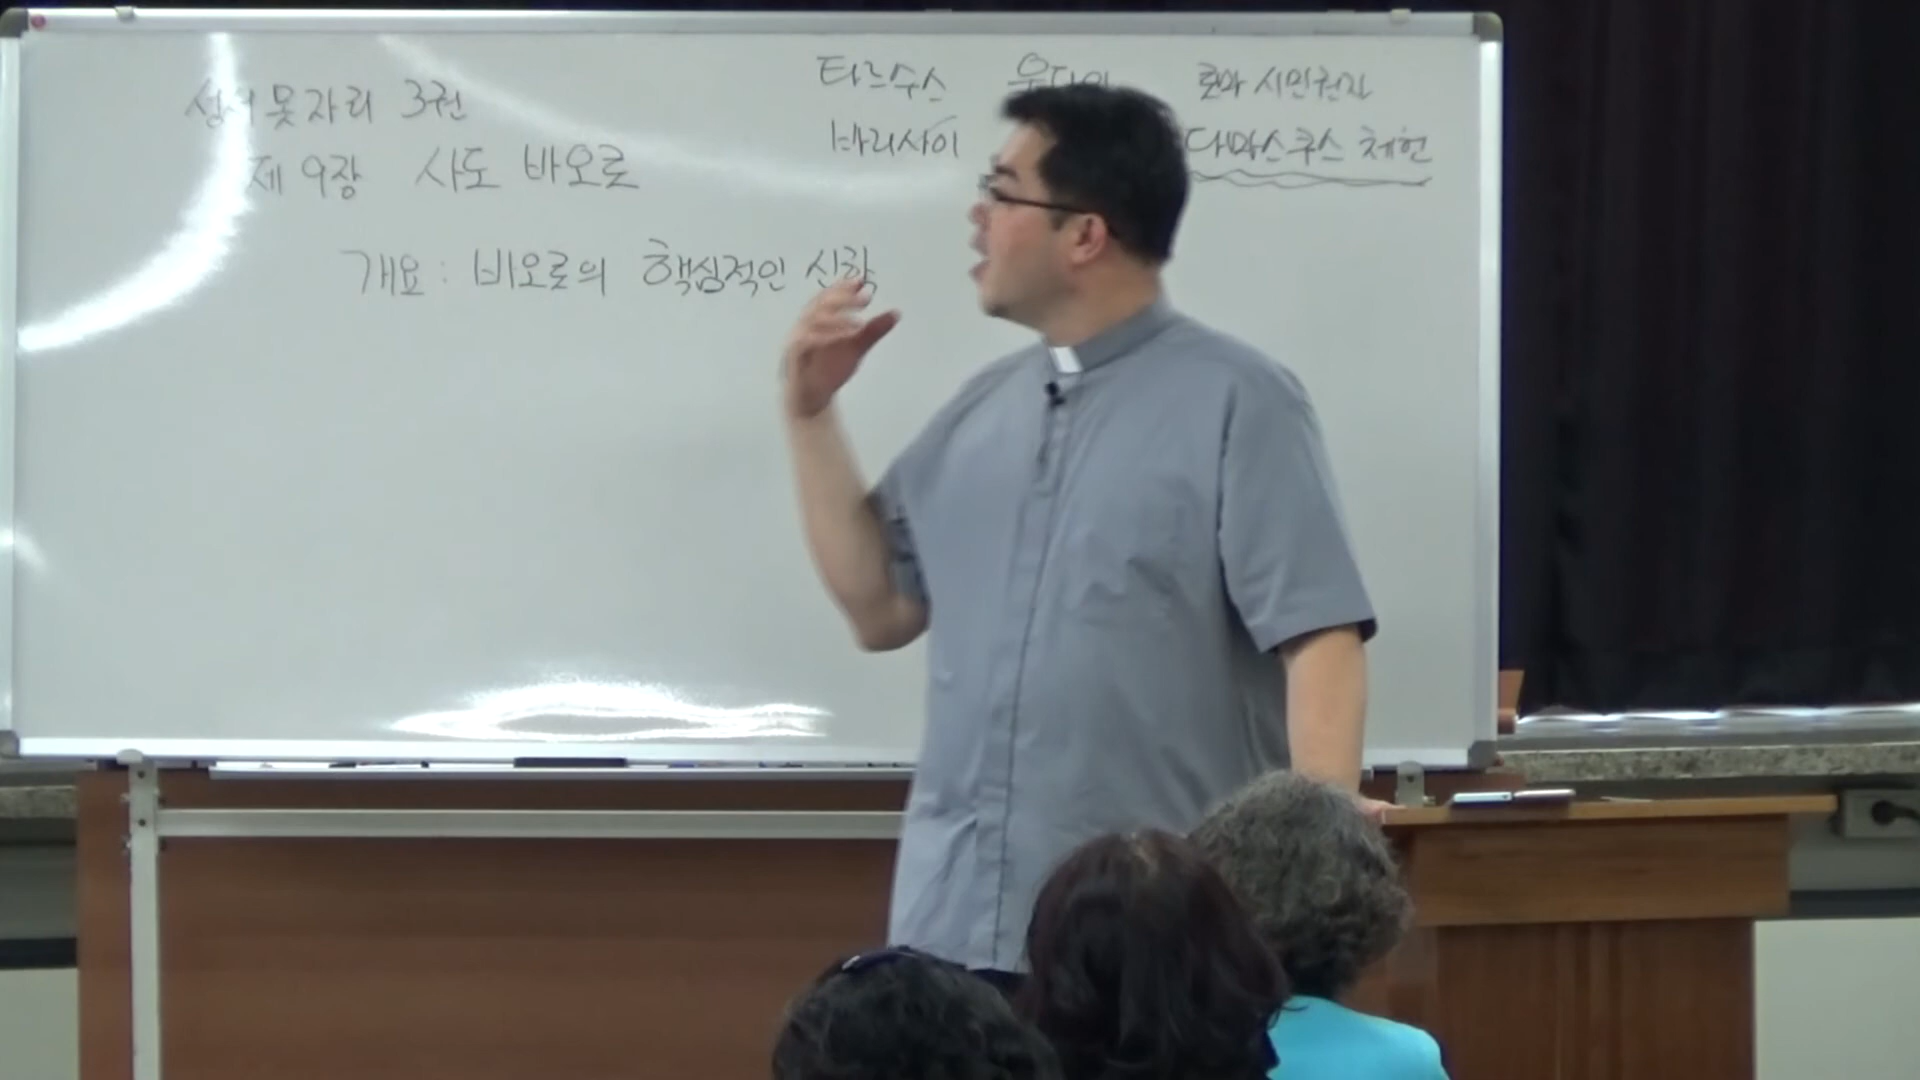 성서못자리 3권
제 9장 사도 바오로
개요 : 바오로의 핵심적인 신학
타르수스 로마 시민권자
바리사이 다마스쿠스 체험